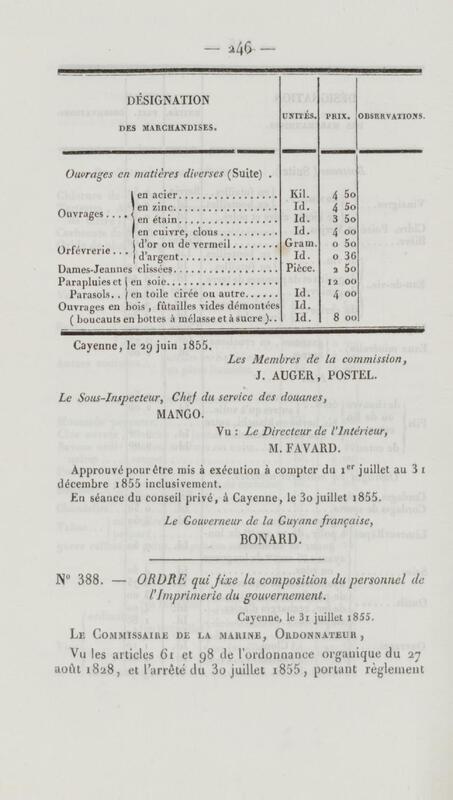 — 246 —
DÉSIGNATION
DES MARCHANDISES.
UNITÉS.
PRIX.
OBSERVATIONS.
Ouvrages en matières diverses (Suite) .
Ouvrages.... en acier................ Kil. 4 50
en zinc................ Id. 4 50
en étain................ Id. 3 50
en cuivre, clous.......... Id. 4 00
Orfévrerie... d'or ou de vermeil........ Gram. 0 50
d'argent................ Id. 0 36
Dames-Jeannes clissées................ Pièce. 2 50
Parapluies et en soie................ 12 00
Parasols.. en toile cirée ou autre...... Id. 4 00
Ouvrages en bois, fûtailles vides démontées Id.
(boucauts en bottes à mélasse et à sucre).. Id. 8 00
Cayenne, le 29 juin 1855.
Les Membres de la commission,
J. AUGER, POSTEL.
Le Sous-Inspecteur, Chef du service des douanes,
MANGO.
Vu : Le Directeur de l'Intérieur,
M. FAVARD.
Approuvé pour être mis à exécution à compter du 1er juillet au 31
décembre 1855 inclusivement.
En séance du conseil privé, à Cayenne, le 30 juillet 1855.
Le Gouverneur de la Guyane française,
BONARD.
N° 388. — ORDRE qui fixe la composition du personnel de
l'Imprimerie du gouvernement.
Cayenne, le 31 juillet 1855.
LE COMMISSAIRE DE LA MARINE, ORDONNATEUR,
Vu les articles 61 et 98 de l'ordonnance organique du 27
août 1828, et l'arrêté du 30 juillet 1855, portant règlement